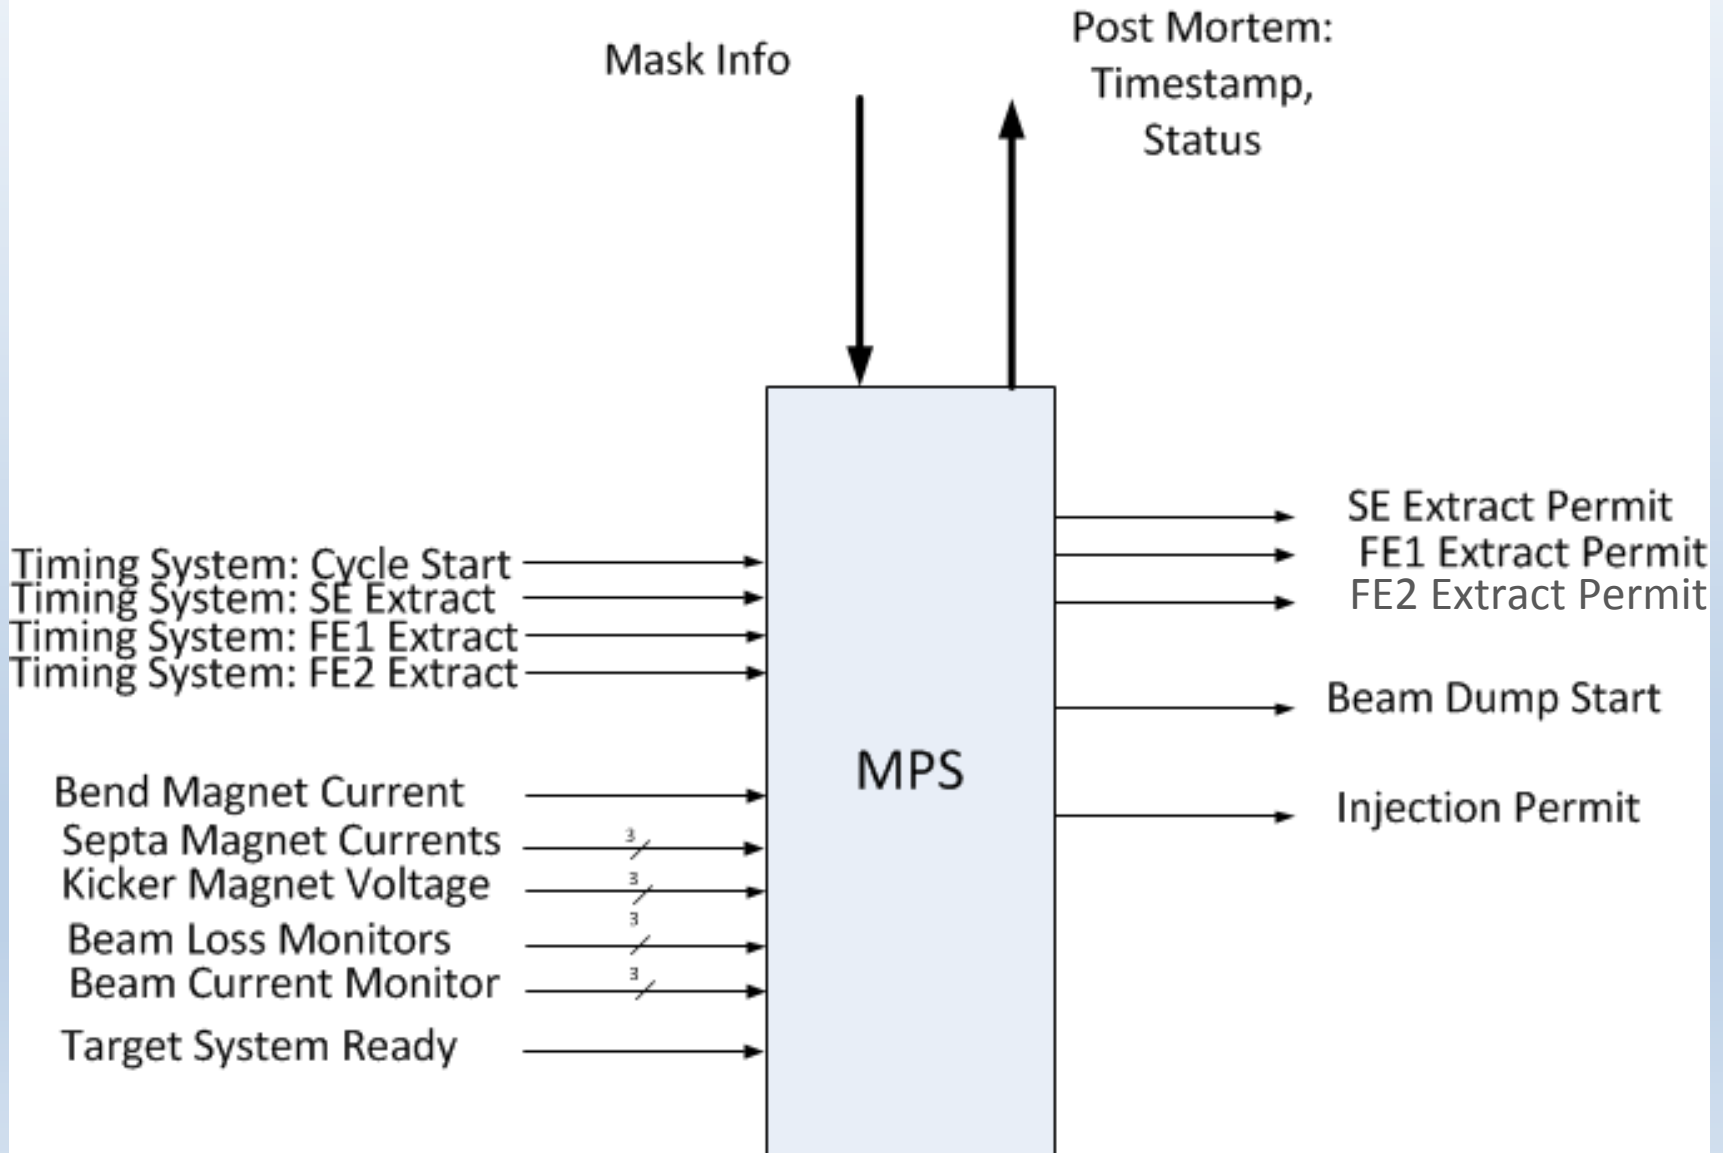 Mask Info
Post Mortem:
Timestamp,
Status
Timing System: Cycle Start
Timing System: SE Extract
Timing System: FE1 Extract
Timing System: FE2 Extract
Bend Magnet Current
Septa Magnet Currents
3
Kicker Magnet Voltage
3
Beam Loss Monitors
3
Beam Current Monitor
3
Target System Ready
MPS
SE Extract Permit
FE1 Extract Permit
FE2 Extract Permit
Beam Dump Start
Injection Permit